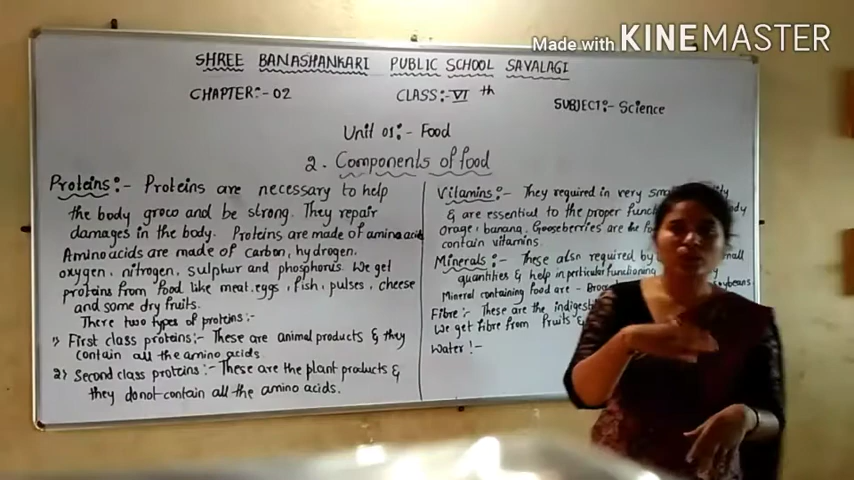 Made with KINEMASTER
SHREE BANASHANKARI PUBLIC SCHOOL SAVALAGI
CHAPTER:- 02 CLASS:- VI th SUBJECT:- Science
Unit 01:- Food
2. Components of food
Proteins:- Proteins are necessary to help
the body groco and be strong. They repair
damages in the body. Proteins are made of amino acids
Amino acids are made of carbon, hydrogen,
oxygen, nitrogen, sulphur and phosphorus. We get
proteins from food like meat, eggs, fish, pulses, cheese
and some dry fruits.
There two types of proteins:-
1) First class proteins:- These are animal products & they
contain all the amino acids.
2) Second class proteins:- These are the plant products &
they donot contain all the amino acids.
Vitamins:- They required in very
& are essential to the proper
Orage, banana, Gooseberries are the
contain vitamins.
Minerals:- These also required by
quantities & help in perticular functioning
Mineral containing food are -
Fibre:- These are the
We get fibre from fruits &
Water:-